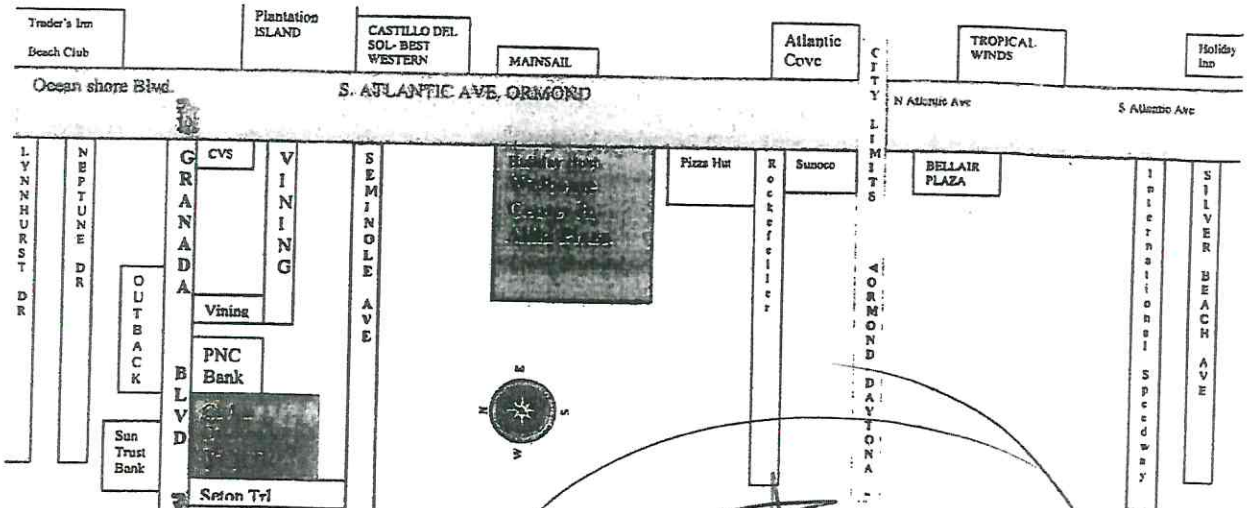 Trader's Inn
Beach Club
Plantation
ISLAND
CASTILLO DEL
SOL- BEST
WESTERN
MAINSAIL
Atlantic
Cove
TROPICAL
WINDS
Holiday
Inn
Ocean shore Blvd.
S. ATLANTIC AVE, ORMOND
N Atlantic Ave
S Atlantic Ave
CITY LIMITS
LYNNHURST DR
NEPTUNE DR
GRANADA BLVD
CVS
VINING
SEMINOLE AVE
Pizza Hut
Rockefeller
Sunoco
BELLAIR
PLAZA
International Speedway
SILVER BEACH AVE
OUTBACK
Vining
PNC
Bank
Sun
Trust
Bank
Seton Trl
ORMOND DAYTONA
E
N
S
W